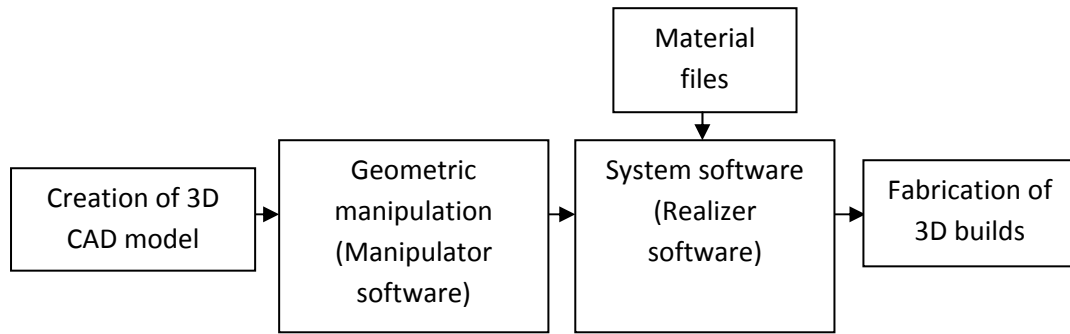 Material
files
Creation of 3D
CAD model
Geometric
manipulation
(Manipulator
software)
System software
(Realizer
software)
Fabrication of
3D builds